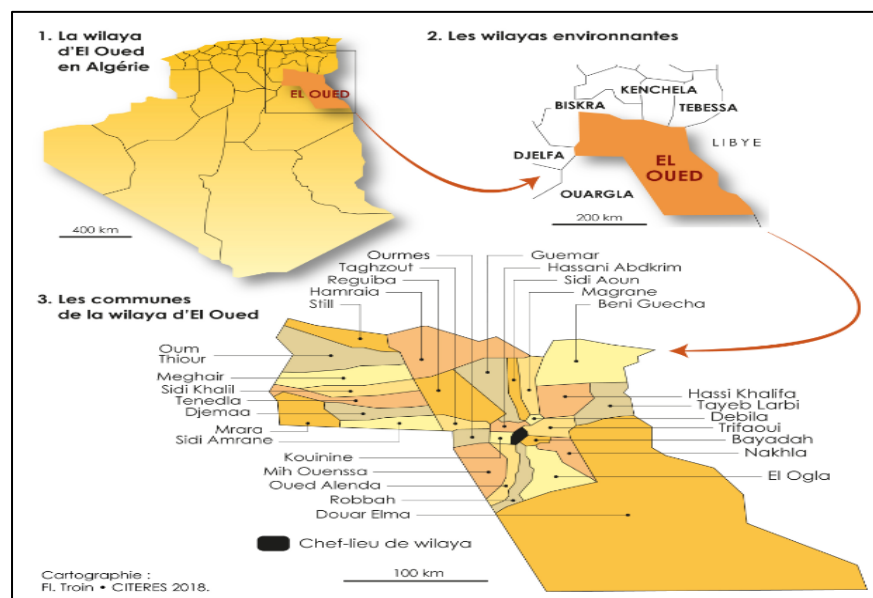 1. La wilaya
d'El Oued
en Algérie
EL OUED
400 km
2. Les wilayas environnantes
KENCHELA
BISKRA
TEBESSA
LIBYE
DJELFA
EL
OUED
OUARGLA
200 km
3. Les communes
de la wilaya d'El Oued
Ourmes
Taghzout
Reguiba
Hamraia
Still
Guemar
Hassani Abdkrim
Sidi Aoun
Magrane
Beni Guecha
Oum
Thiour
Meghair
Sidi Khalil
Tenedla
Djemaa
Mrara
Sidi Amrane
Hassi Khalifa
Tayeb Larbi
Debila
Trifaoui
Bayadah
Nakhla
El Ogla
Kouinine
Mih Ouenssa
Oued Alenda
Robbah
Douar Elma
Chef-lieu de wilaya
100 km
Cartographie :
Fl. Troin • CITERES 2018.